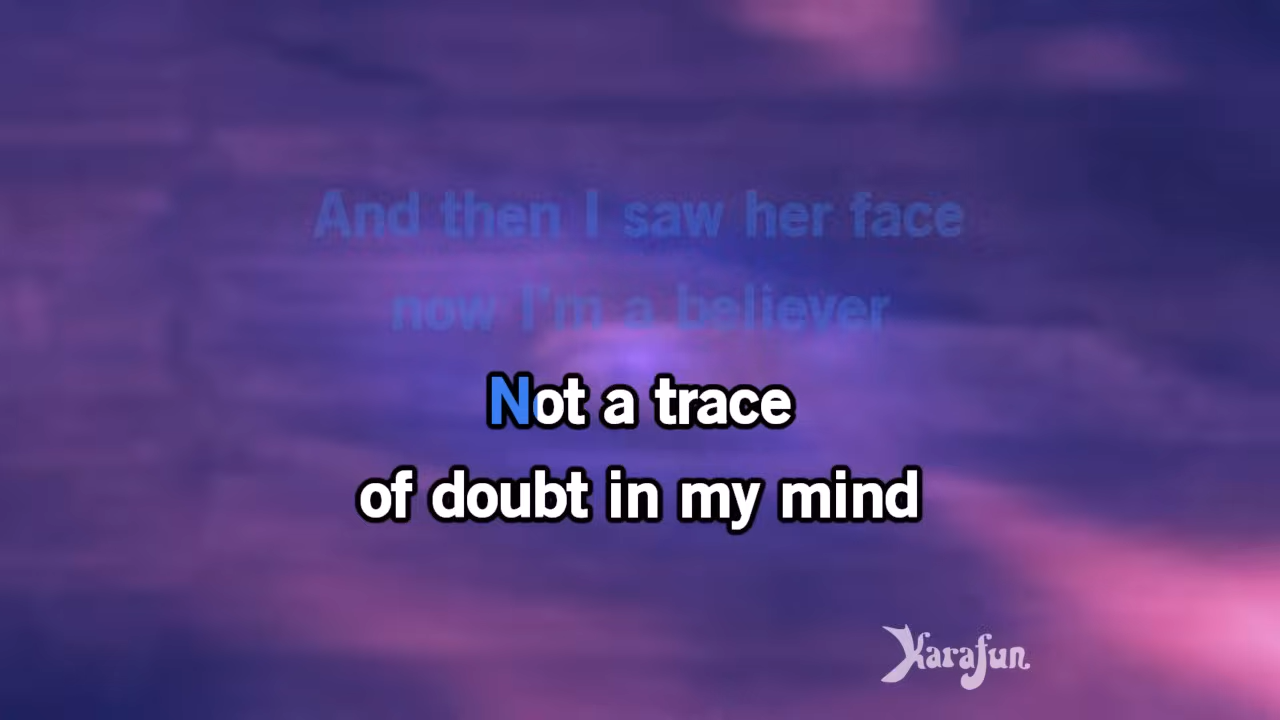 And then I saw her face
now I'm a believer
Not a trace
of doubt in my mind
Karafun